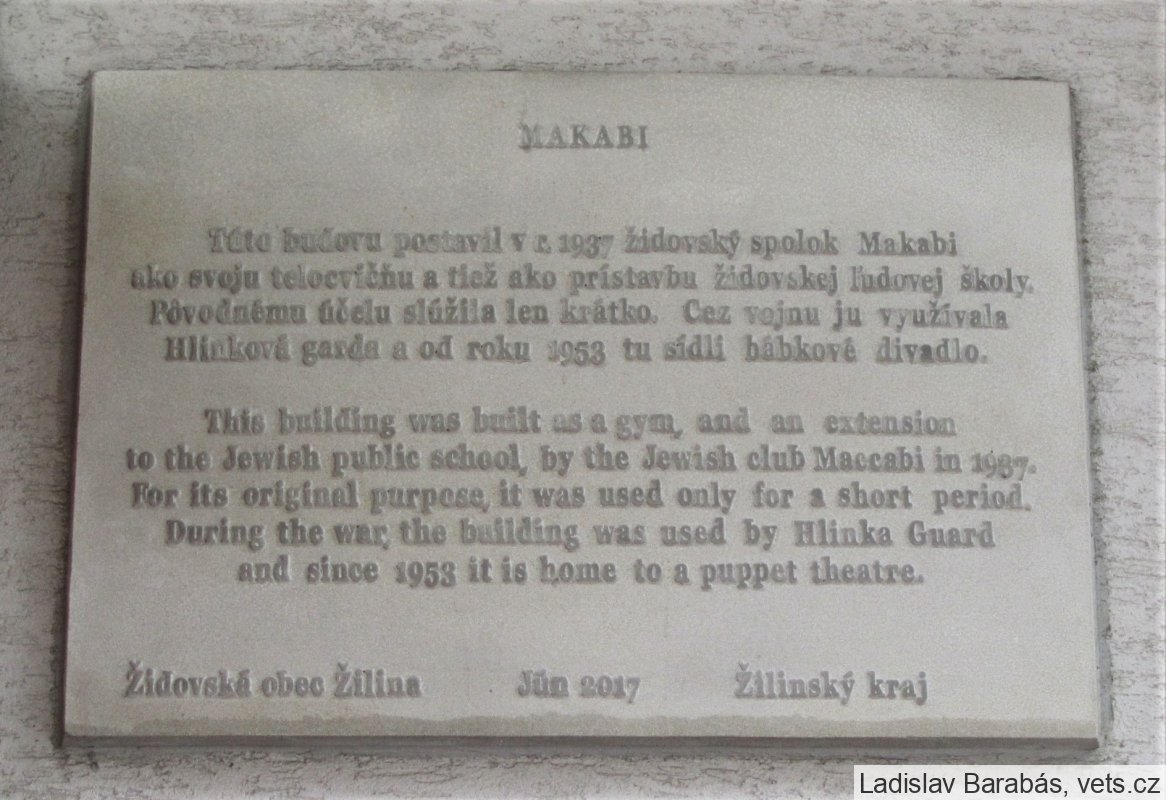 MAKABI
Túto budovu postavil v r. 1937 židovský spolok Makabi
ako svoju telocvičňu a tiež ako prístavbu židovskej ľudovej školy.
Pôvodnému účelu slúžila len krátko. Cez vojnu ju využívala
Hlinková garda a od roku 1953 tu sídli bábkové divadlo.
This building was built as a gym, and an extension
to the Jewish public school, by the Jewish club Maccabi in 1937.
For its original purpose, it was used only for a short period.
During the war, the building was used by Hlinka Guard
and since 1953 it is home to a puppet theatre.
Židovská obec Žilina Jún 2017 Žilinský kraj
Ladislav Barabás, vets.cz